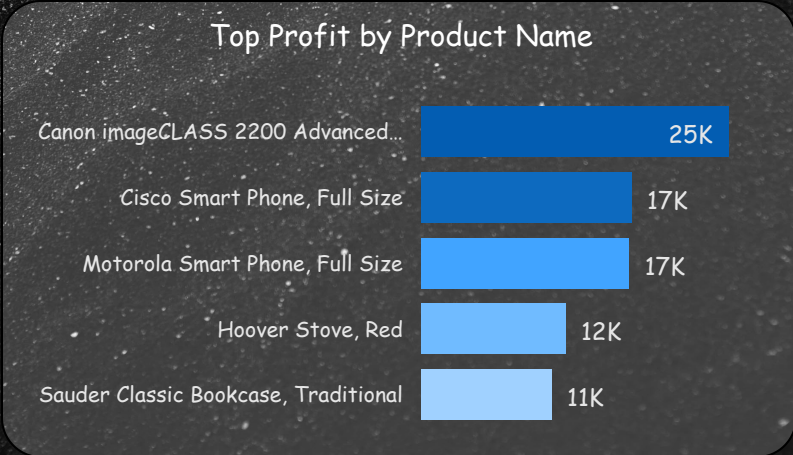 Top Profit by Product Name
Canon imageCLASS 2200 Advanced... 25K
Cisco Smart Phone, Full Size 17K
Motorola Smart Phone, Full Size 17K
Hoover Stove, Red 12K
Sauder Classic Bookcase, Traditional 11K